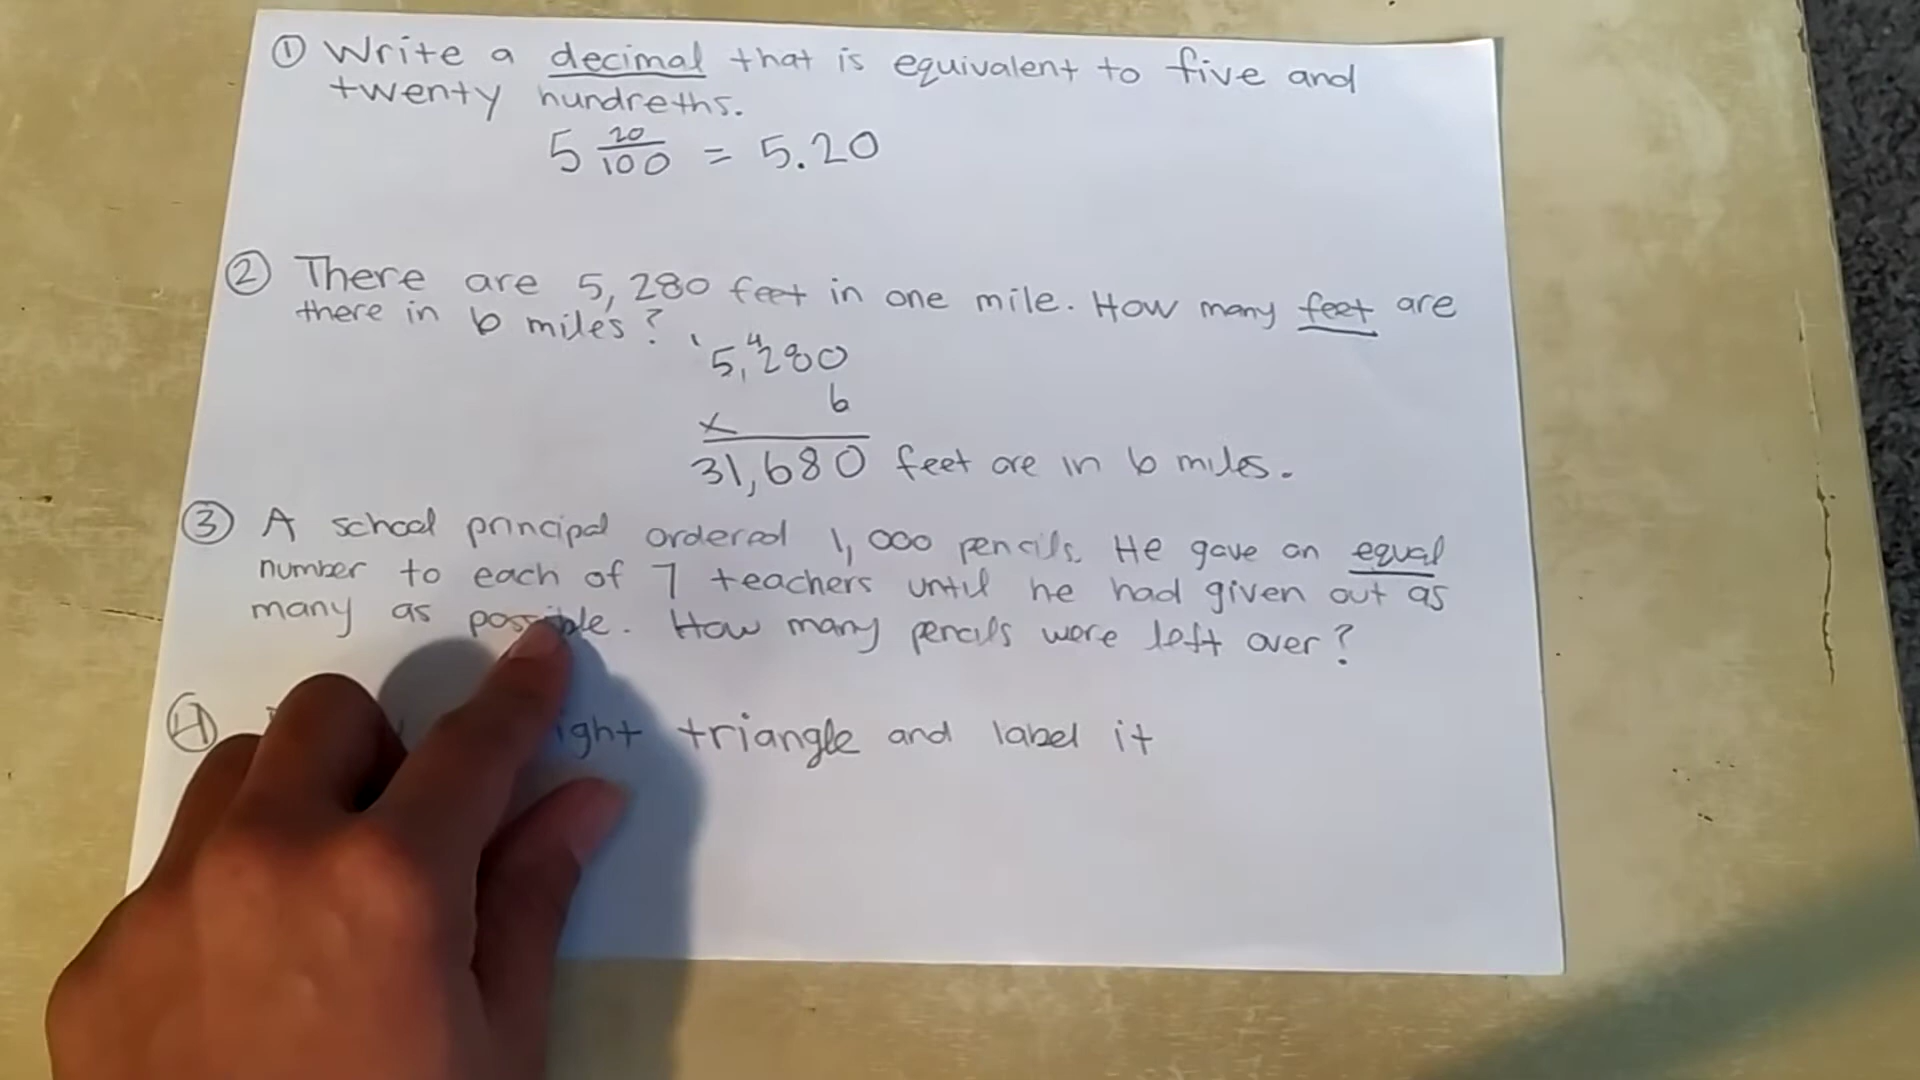 ① Write a decimal that is equivalent to five and
twenty hundreths.
5 20/100 = 5.20
② There are 5,280 feet in one mile. How many feet are
there in 6 miles?
1 4
5,280
x 6
31,680 feet are in 6 miles.
③ A school principal ordered 1,000 pencils. He gave an equal
number to each of 7 teachers until he had given out as
many as possible. How many pencils were left over?
④ ight triangle and label it